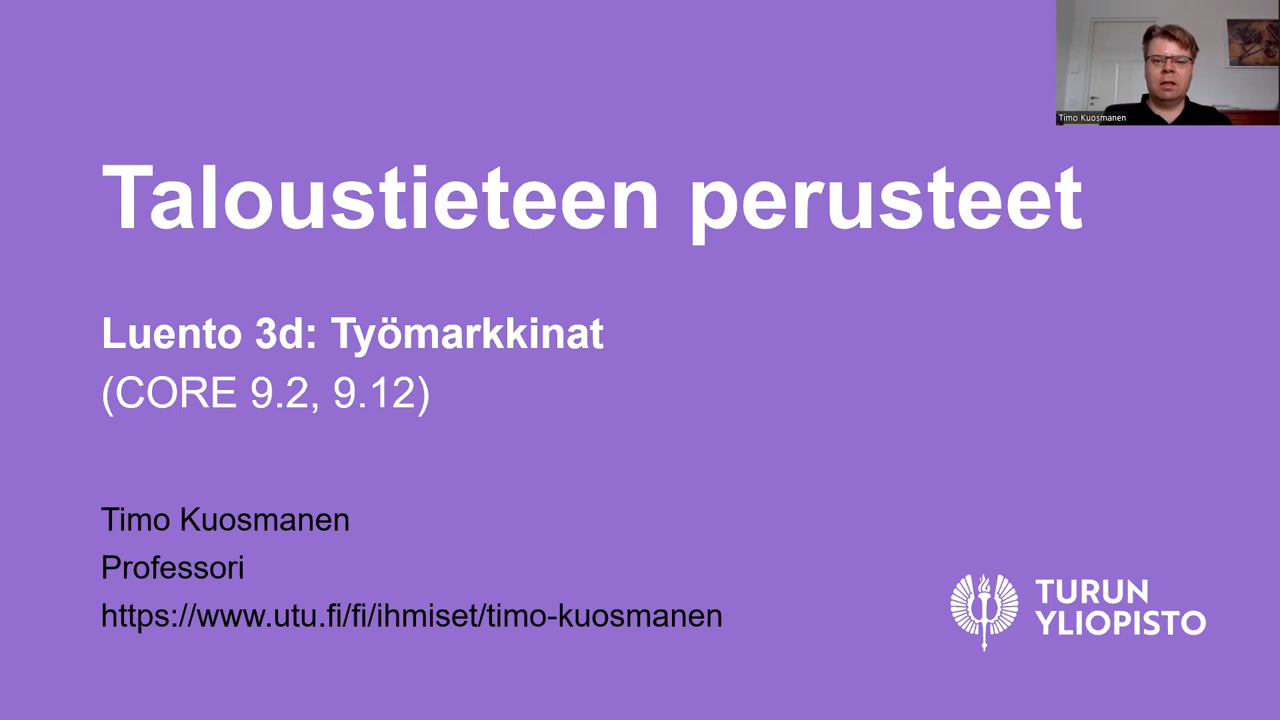 Timo Kuosmanen
Taloustieteen perusteet
Luento 3d: Työmarkkinat
(CORE 9.2, 9.12)
Timo Kuosmanen
Professori
https://www.utu.fi/fi/ihmiset/timo-kuosmanen
TURUN
YLIOPISTO